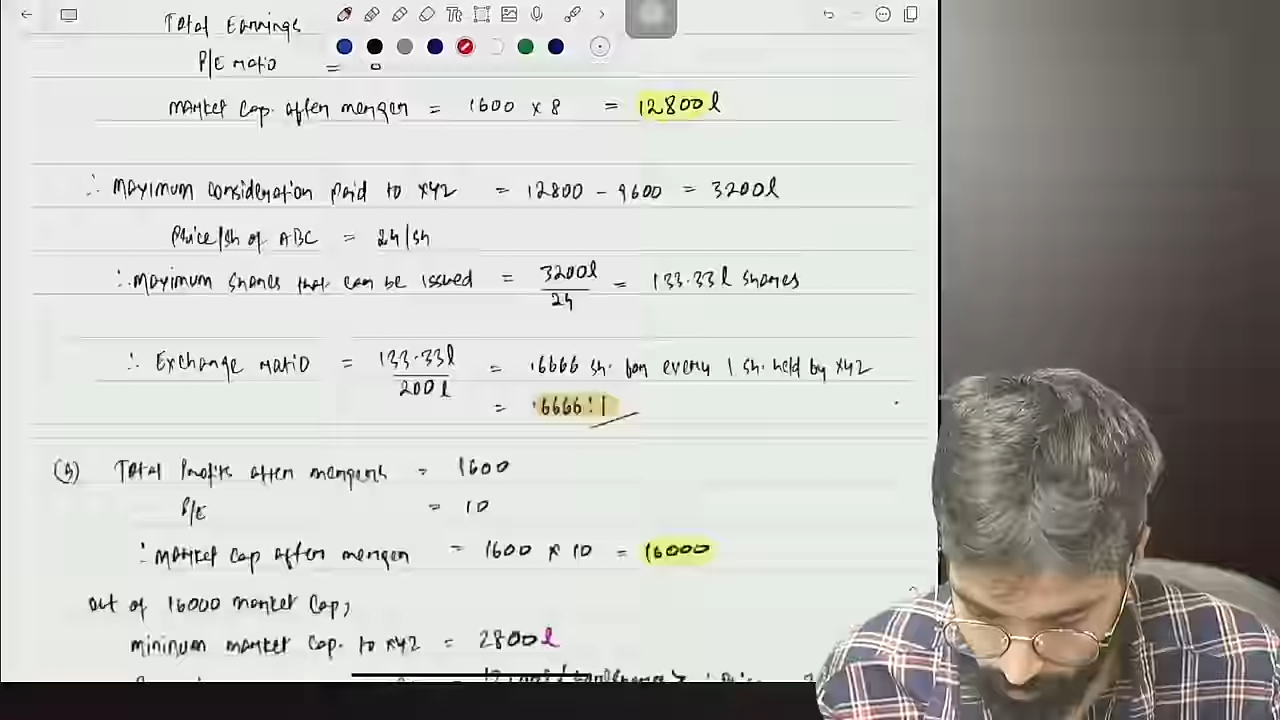 Total Earnings
P/E Ratio = 8
Market Cap. after merger = 1600 x 8 = 12800l
∴ Maximum consideration paid to XYZ = 12800 - 9600 = 3200l
Price/sh of ABC = 24/sh
∴ Maximum shares that can be issued = 3200l / 24 = 133.33l shares
∴ Exchange Ratio = 133.33l / 200l = .6666 sh. for every 1 sh. held by XYZ
= .6666:1
(B) Total Profits after mergers = 1600
P/E = 10
∴ Market Cap after merger = 1600 x 10 = 16000
out of 16000 market cap,
minimum market cap. to XYZ = 2800l